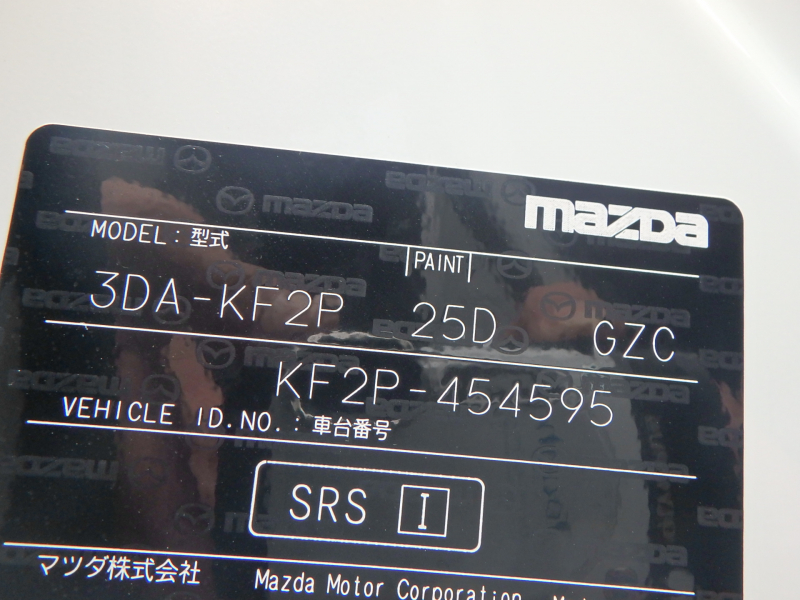 mazda
MODEL : 型式 PAINT
3DA-KF2P 25D GZC
KF2P-454595
VEHICLE ID.NO. : 車台番号
SRS I
マツダ株式会社 Mazda Motor Corporation